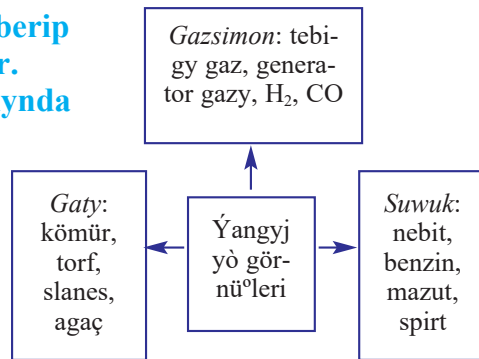 berip
r.
ynda
Gazsimon: tebi-
gy gaz, genera-
tor gazy, H₂, CO
Gaty:
kömür,
torf,
slanes,
agaç
Ýangyj
yò gör-
nüºleri
Suwuk:
nebit,
benzin,
mazut,
spirt